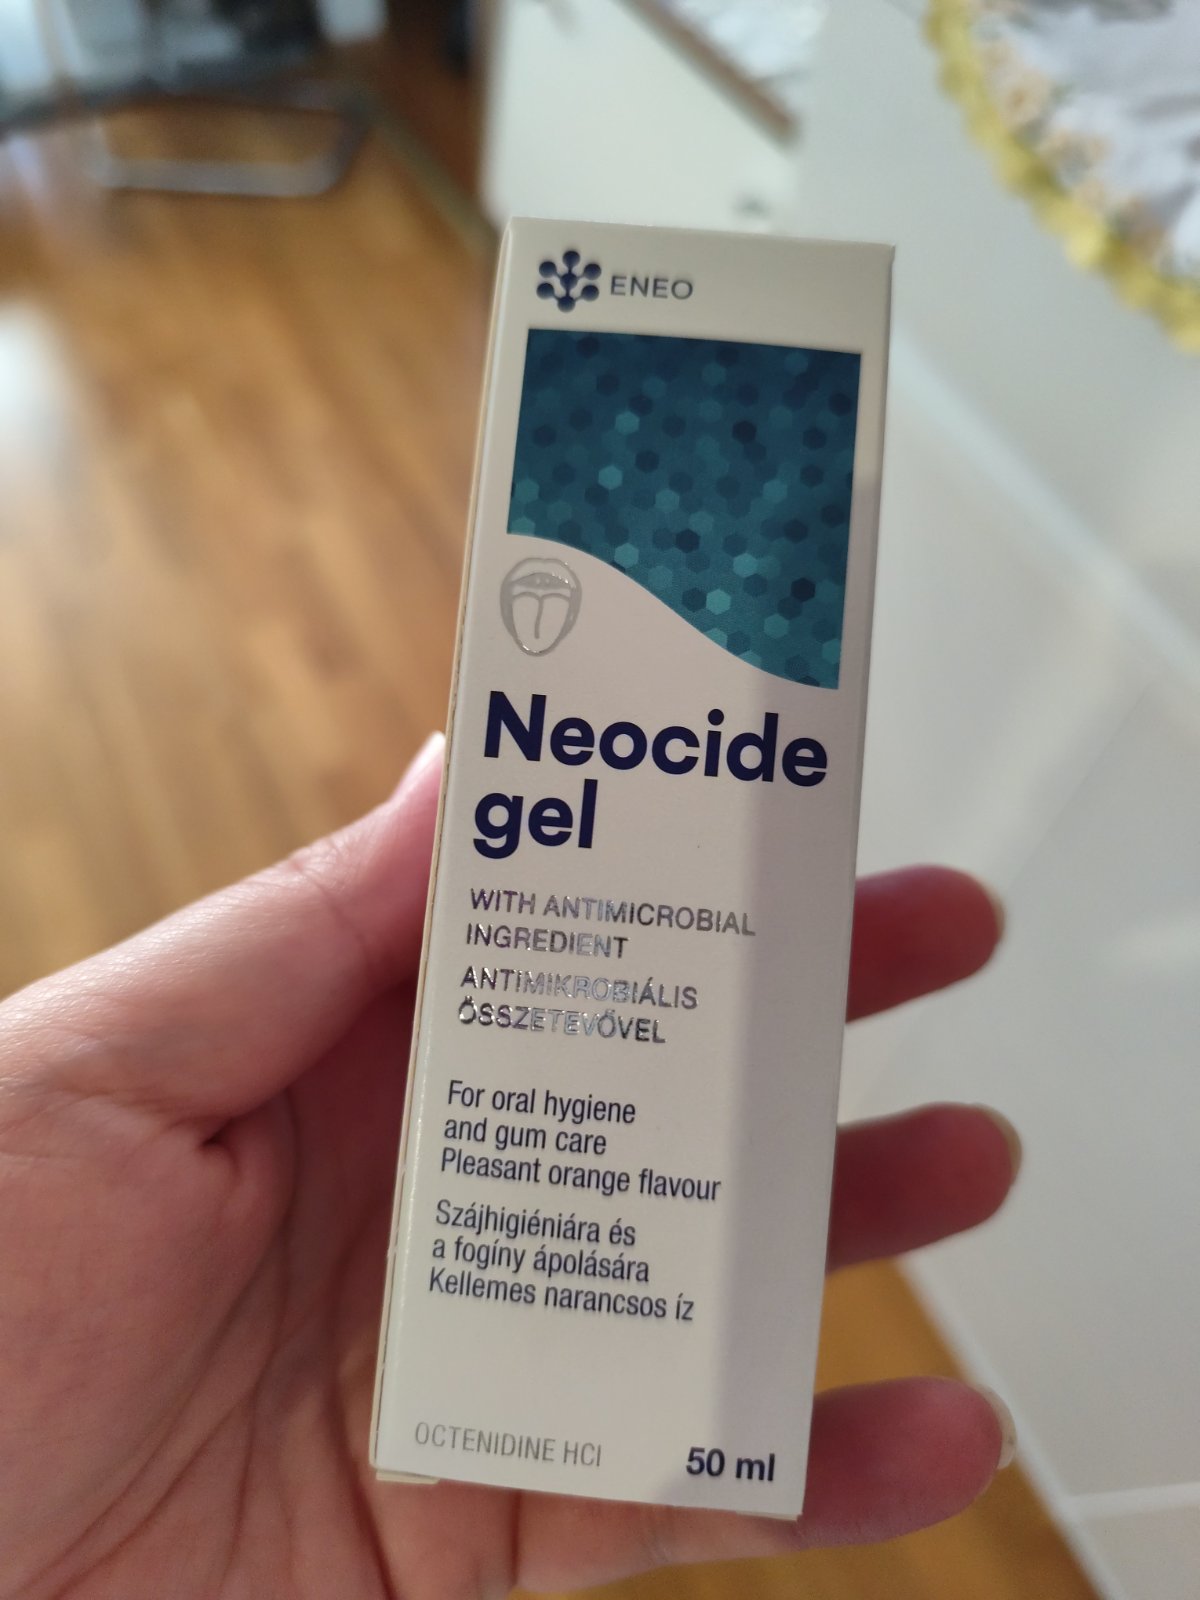 ENEO
Neocide
gel
WITH ANTIMICROBIAL
INGREDIENT
ANTIMIKROBIÁLIS
ÖSSZETEVŐVEL
For oral hygiene
and gum care
Pleasant orange flavour
Szájhigiéniára és
a fogíny ápolására
Kellemes narancsos íz
OCTENIDINE HCl
50 ml